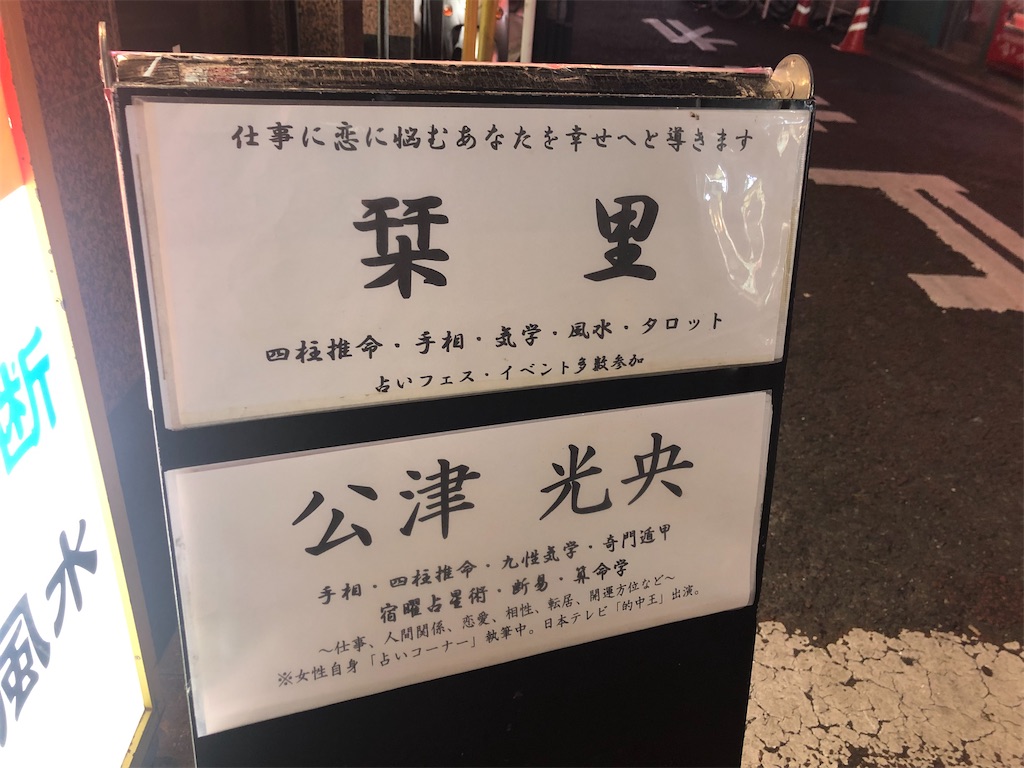 仕事に恋に悩むあなたを幸せへと導きます
栞 里
四柱推命・手相・気学・風水・タロット
占いフェス・イベント多数参加
公津 光央
手相・四柱推命・九性気学・奇門遁甲
宿曜占星術・断易・算命学
～仕事、人間関係、恋愛、相性、転居、開運方位など～
※女性自身「占いコーナー」執筆中。日本テレビ「的中王」出演。
断
風水